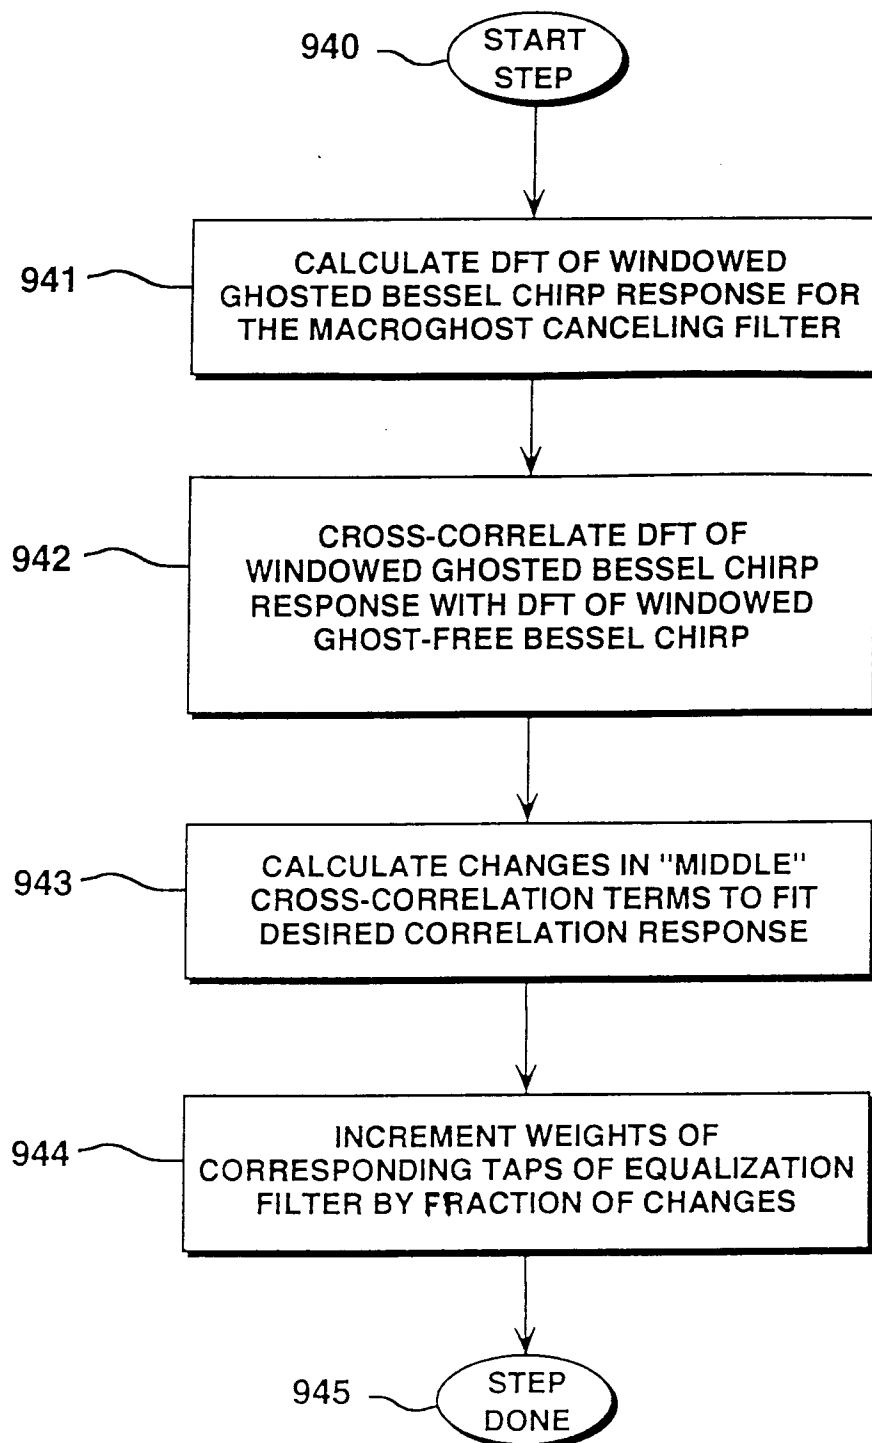 940
START
STEP
941
CALCULATE DFT OF WINDOWED
GHOSTED BESSEL CHIRP RESPONSE FOR
THE MACROGHOST CANCELING FILTER
942
CROSS-CORRELATE DFT OF
WINDOWED GHOSTED BESSEL CHIRP
RESPONSE WITH DFT OF WINDOWED
GHOST-FREE BESSEL CHIRP
943
CALCULATE CHANGES IN "MIDDLE"
CROSS-CORRELATION TERMS TO FIT
DESIRED CORRELATION RESPONSE
944
INCREMENT WEIGHTS OF
CORRESPONDING TAPS OF EQUALIZATION
FILTER BY FFRACTION OF CHANGES
945
STEP
DONE